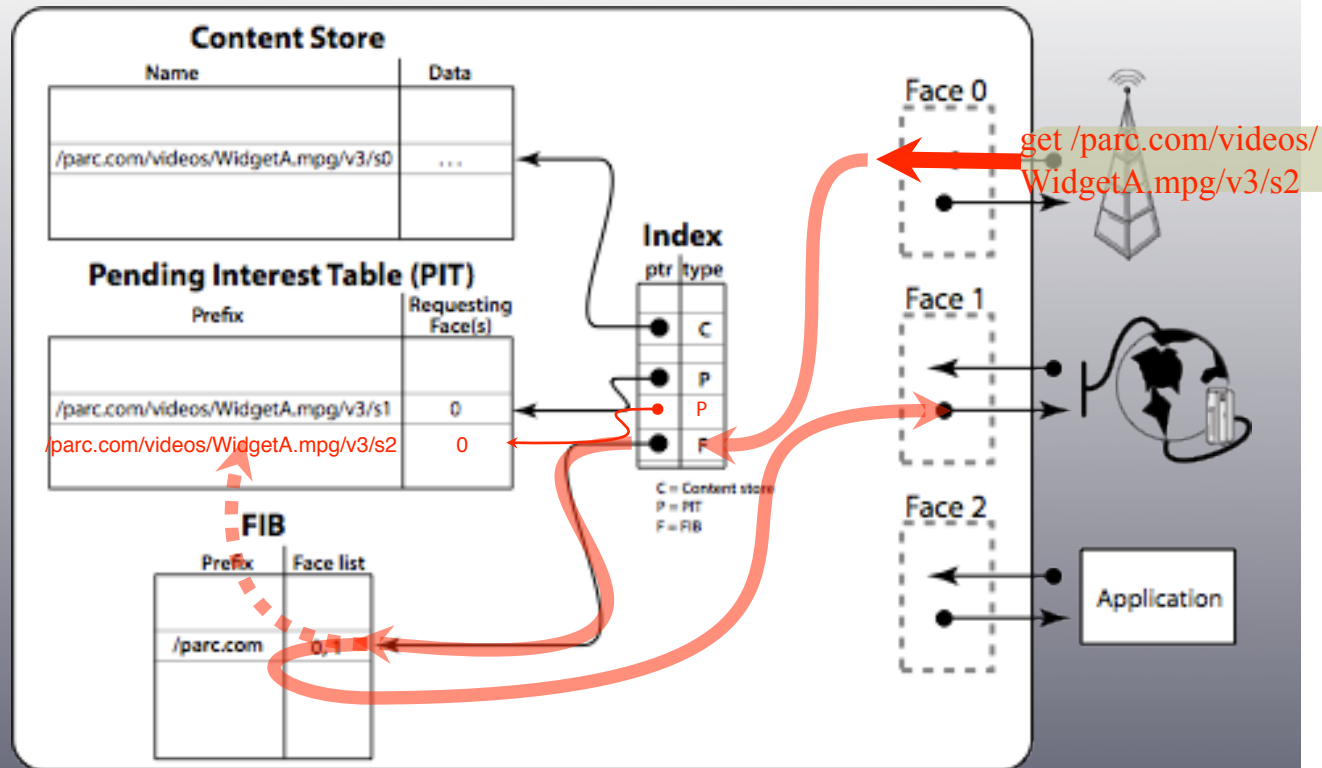 Content Store
Name Data
/parc.com/videos/WidgetA.mpg/v3/s0 ...
Pending Interest Table (PIT)
Prefix Requesting
Face(s)
/parc.com/videos/WidgetA.mpg/v3/s1 0
/parc.com/videos/WidgetA.mpg/v3/s2 0
FIB
Prefix Face list
/parc.com 0, 1
Index
ptr type
C
P
P
F
C = Content store
P = PIT
F = FIB
Face 0
get /parc.com/videos/
WidgetA.mpg/v3/s2
Face 1
Face 2
Application